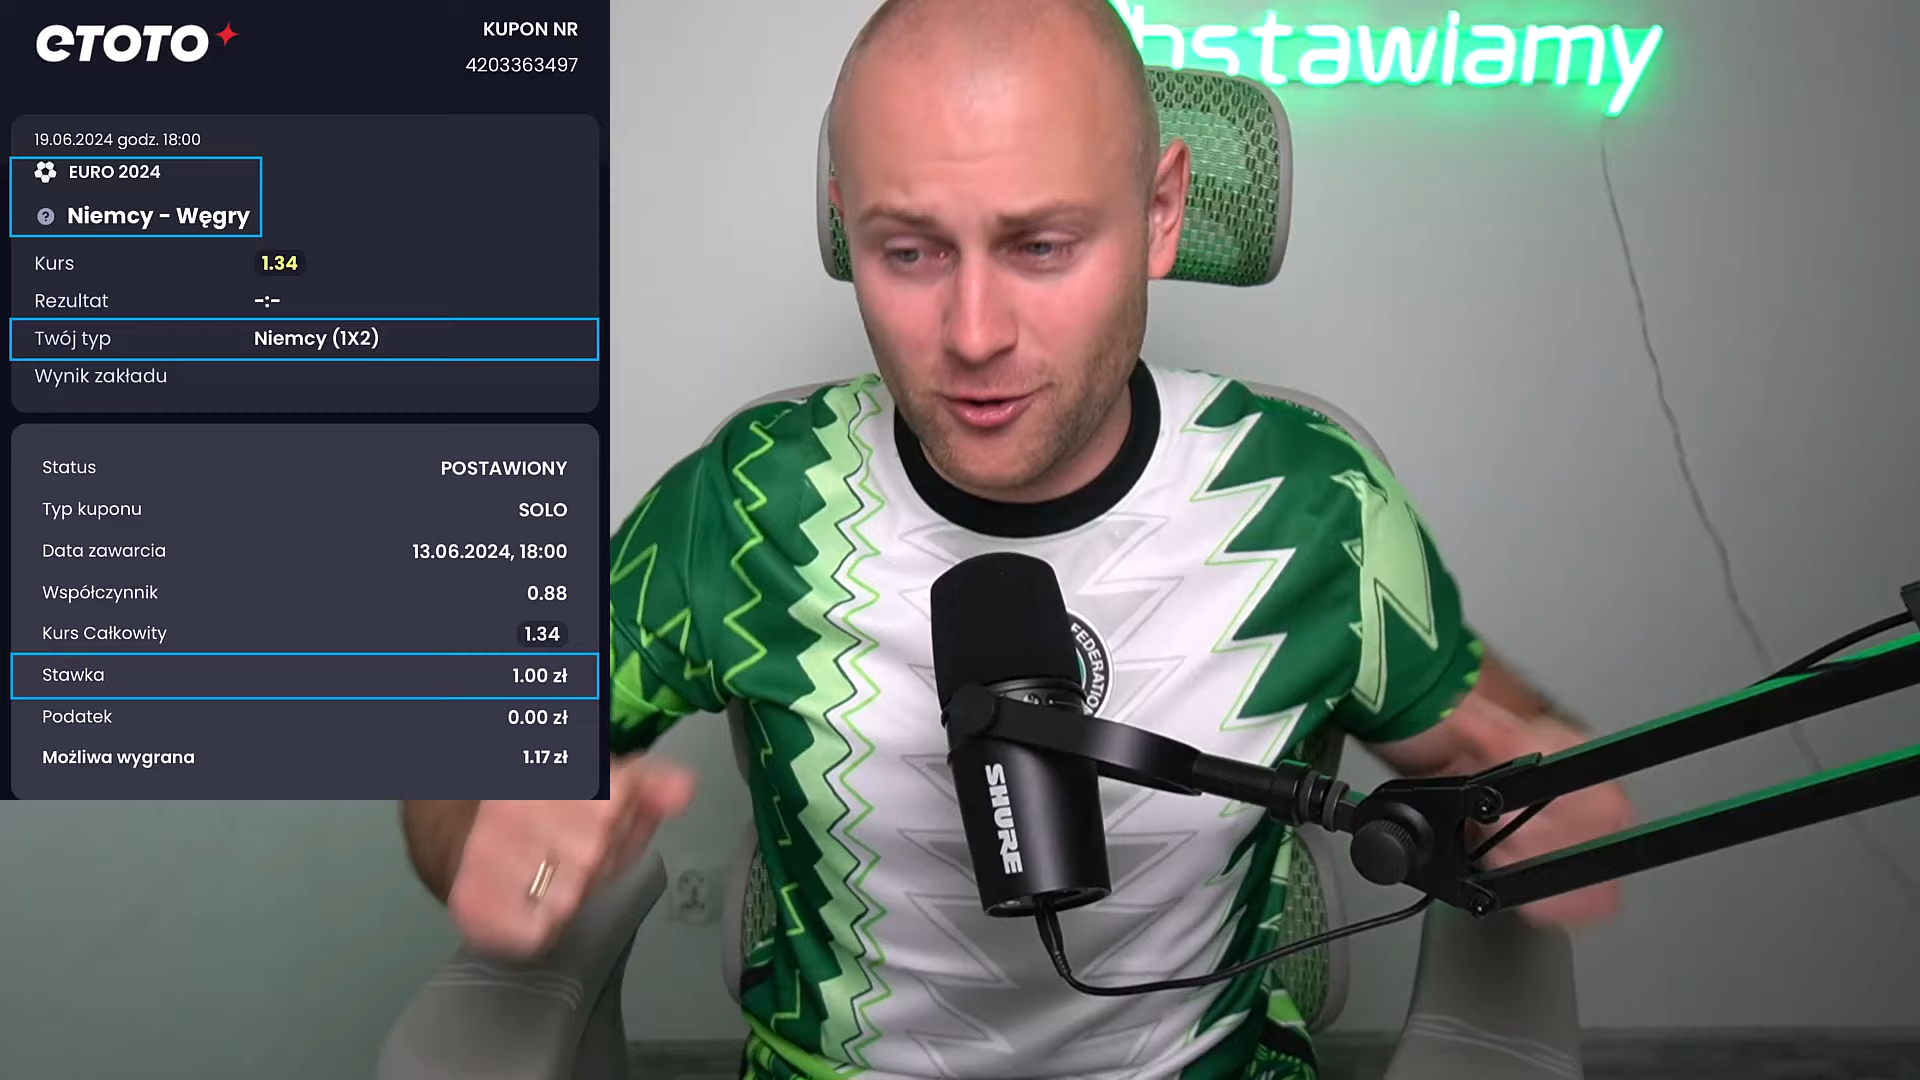 eTOTO
KUPON NR
4203363497
19.06.2024 godz. 18:00
EURO 2024
? Niemcy - Węgry
Kurs 1.34
Rezultat -:-
Twój typ Niemcy (1X2)
Wynik zakładu
Status POSTAWIONY
Typ kuponu SOLO
Data zawarcia 13.06.2024, 18:00
Współczynnik 0.88
Kurs Całkowity 1.34
Stawka 1.00 zł
Podatek 0.00 zł
Możliwa wygrana 1.17 zł
bstawiamy
FEDERATIO
SHURE